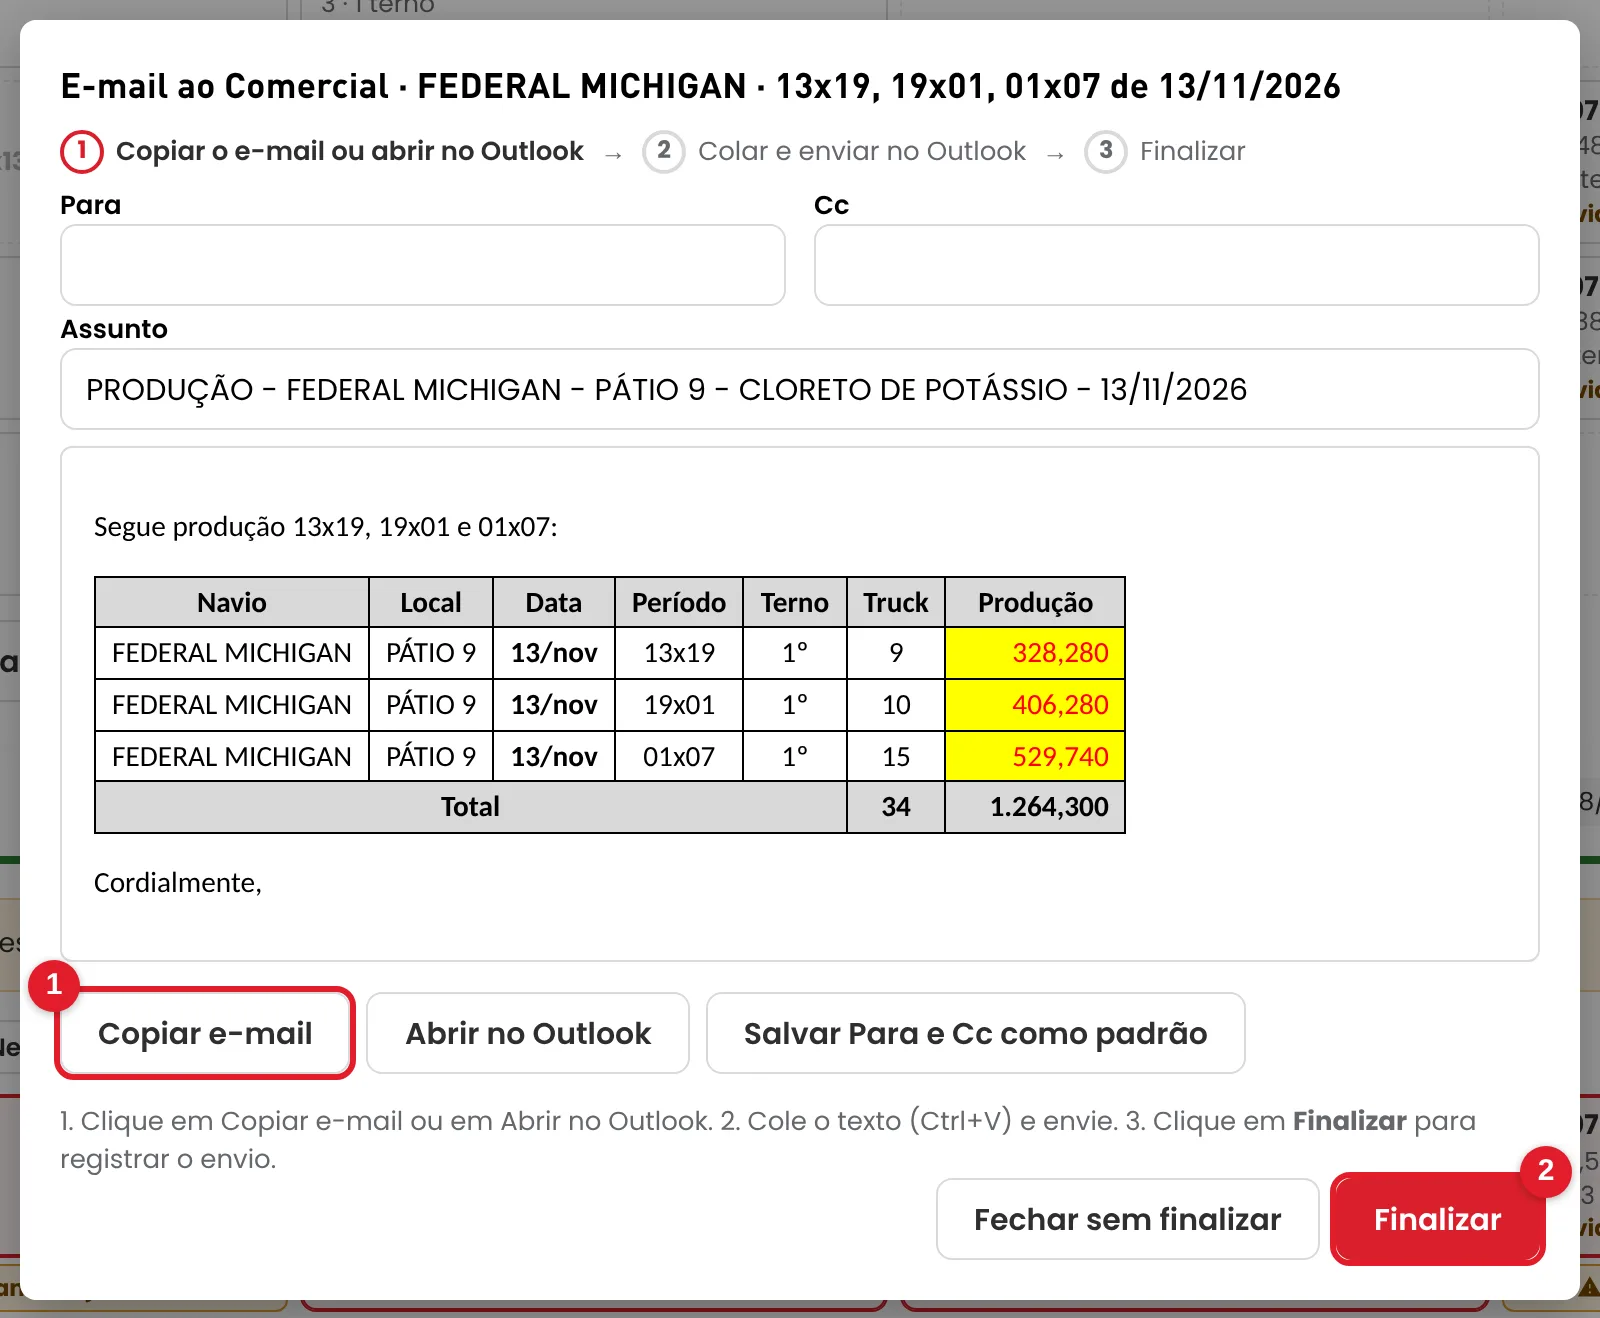 3 · 1 terno
E-mail ao Comercial · FEDERAL MICHIGAN · 13x19, 19x01, 01x07 de 13/11/2026
1 Copiar o e-mail ou abrir no Outlook → 2 Colar e enviar no Outlook → 3 Finalizar
Para Cc
Assunto
PRODUÇÃO - FEDERAL MICHIGAN - PÁTIO 9 - CLORETO DE POTÁSSIO - 13/11/2026
Segue produção 13x19, 19x01 e 01x07:
Navio Local Data Período Terno Truck Produção
FEDERAL MICHIGAN PÁTIO 9 13/nov 13x19 1º 9 328,280
FEDERAL MICHIGAN PÁTIO 9 13/nov 19x01 1º 10 406,280
FEDERAL MICHIGAN PÁTIO 9 13/nov 01x07 1º 15 529,740
Total 34 1.264,300
Cordialmente,
1
Copiar e-mail Abrir no Outlook Salvar Para e Cc como padrão
1. Clique em Copiar e-mail ou em Abrir no Outlook. 2. Cole o texto (Ctrl+V) e envie. 3. Clique em Finalizar para
registrar o envio.
2
Fechar sem finalizar Finalizar